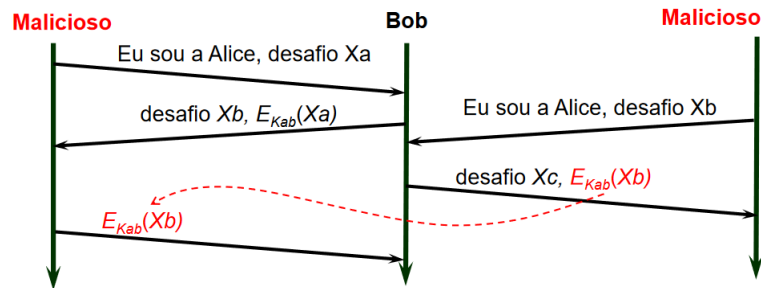 Malicioso
Bob
Malicioso
Eu sou a Alice, desafio Xa
desafio Xb, EKab(Xa)
Eu sou a Alice, desafio Xb
desafio Xc, EKab(Xb)
EKab(Xb)